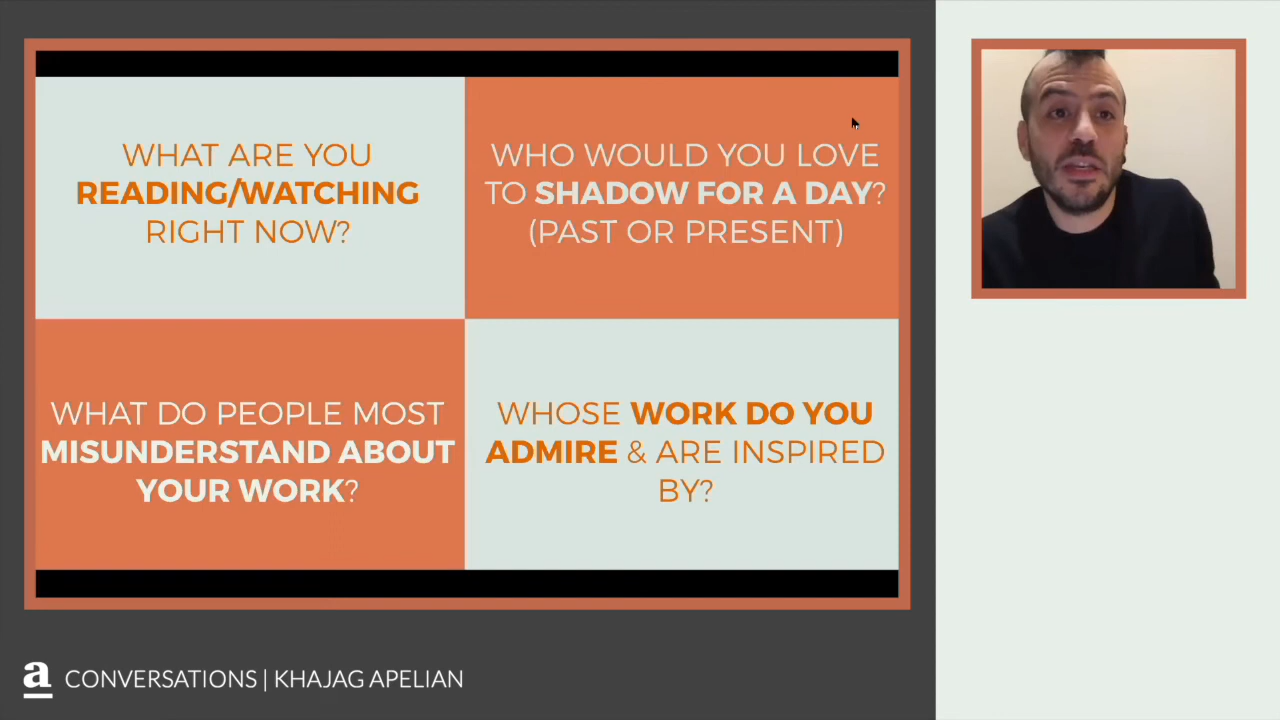 WHAT ARE YOU
READING/WATCHING
RIGHT NOW?
WHO WOULD YOU LOVE
TO SHADOW FOR A DAY?
(PAST OR PRESENT)
WHAT DO PEOPLE MOST
MISUNDERSTAND ABOUT
YOUR WORK?
WHOSE WORK DO YOU
ADMIRE & ARE INSPIRED
BY?
a CONVERSATIONS | KHAJAG APELIAN